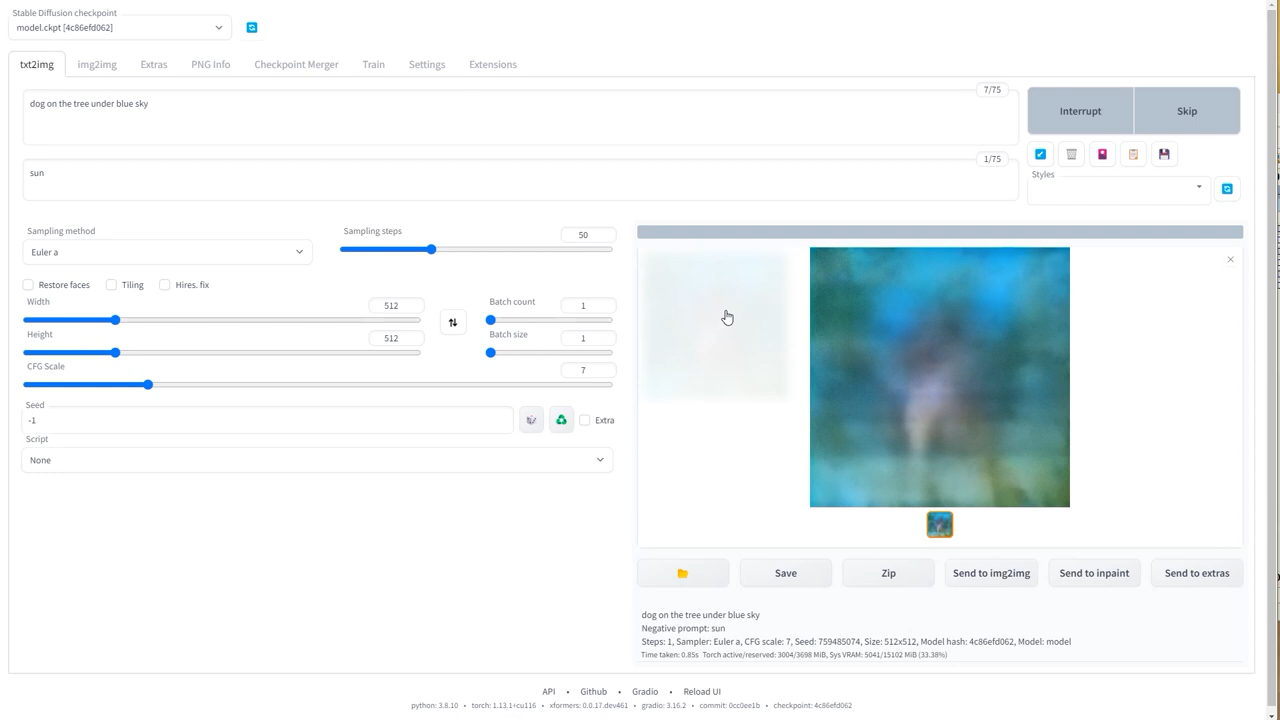 Stable Diffusion checkpoint
model.ckpt [4c86efd062]
txt2img
img2img
Extras
PNG Info
Checkpoint Merger
Train
Settings
Extensions
dog on the tree under blue sky
7/75
Interrupt
Skip
sun
1/75
Styles
Sampling method
Euler a
Sampling steps
50
Restore faces
Tiling
Hires. fix
Width
512
Batch count
1
Height
512
Batch size
1
CFG Scale
7
Seed
-1
Extra
Script
None
Save
Zip
Send to img2img
Send to inpaint
Send to extras
dog on the tree under blue sky
Negative prompt: sun
Steps: 1, Sampler: Euler a, CFG scale: 7, Seed: 759485074, Size: 512x512, Model hash: 4c86efd062, Model: model
Time taken: 0.85s Torch active/reserved: 3004/3698 MiB, Sys VRAM: 5041/15102 MiB (33.38%)
API • Github • Gradio • Reload UI
python: 3.8.10 • torch: 1.13.1+cu116 • xformers: 0.0.17.dev461 • gradio: 3.16.2 • commit: 0cc0ee1b • checkpoint: 4c86efd062